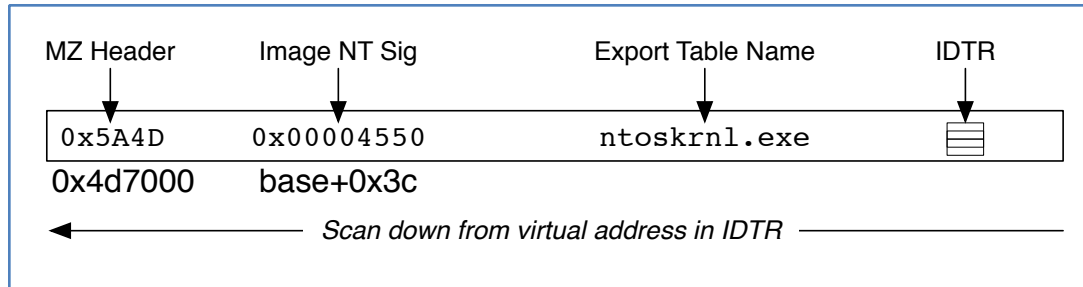 MZ Header Image NT Sig Export Table Name IDTR
0x5A4D 0x00004550 ntoskrnl.exe
0x4d7000 base+0x3c
Scan down from virtual address in IDTR